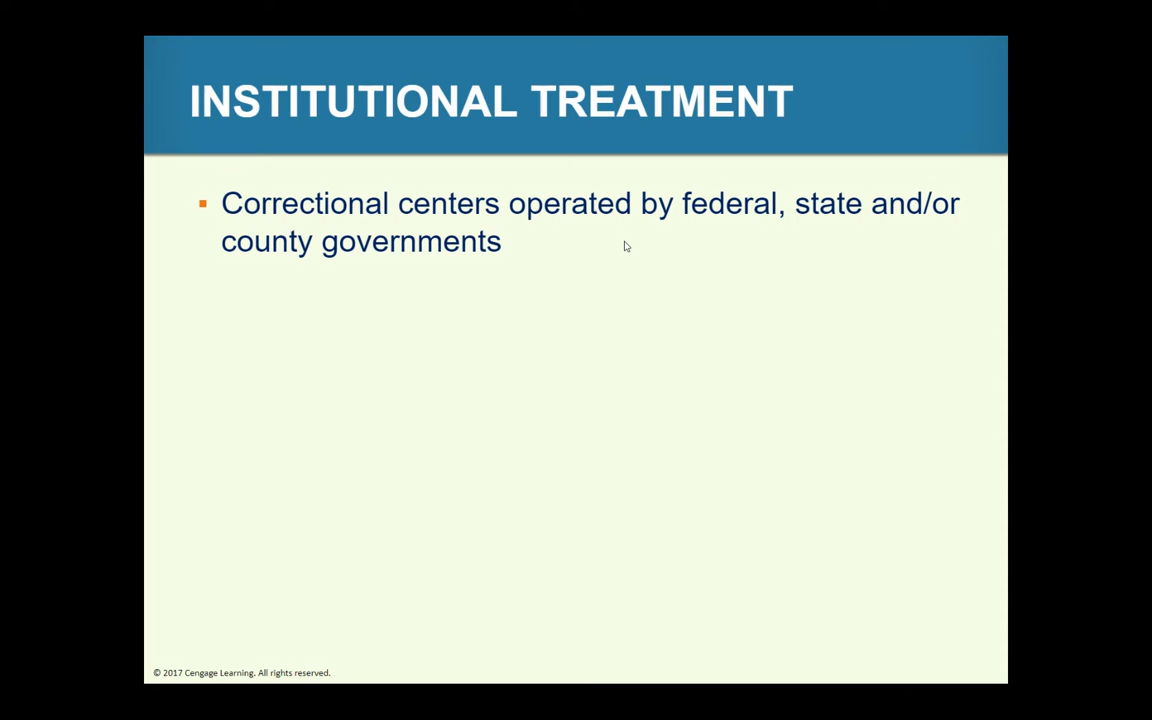 INSTITUTIONAL TREATMENT
▪ Correctional centers operated by federal, state and/or
county governments
© 2017 Cengage Learning. All rights reserved.